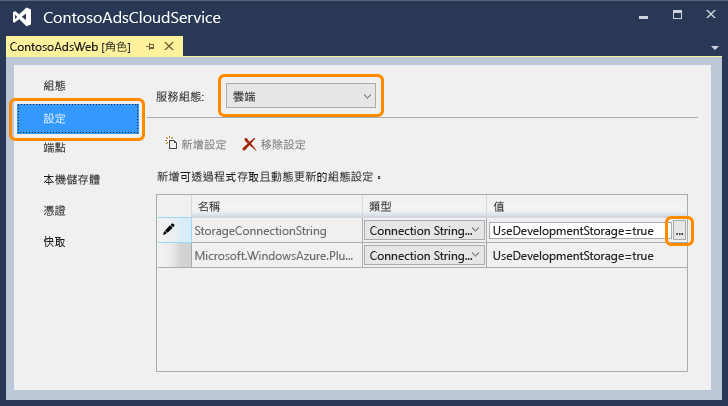 ContosoAdsCloudService
ContosoAdsWeb [角色]
組態
服務組態: 雲端
設定
端點
新增設定 移除設定
本機儲存體
新增可透過程式存取且動態更新的組態設定。
憑證
快取
名稱 類型 值
StorageConnectionString Connection String... UseDevelopmentStorage=true ...
Microsoft.WindowsAzure.Plu... Connection String... UseDevelopmentStorage=true